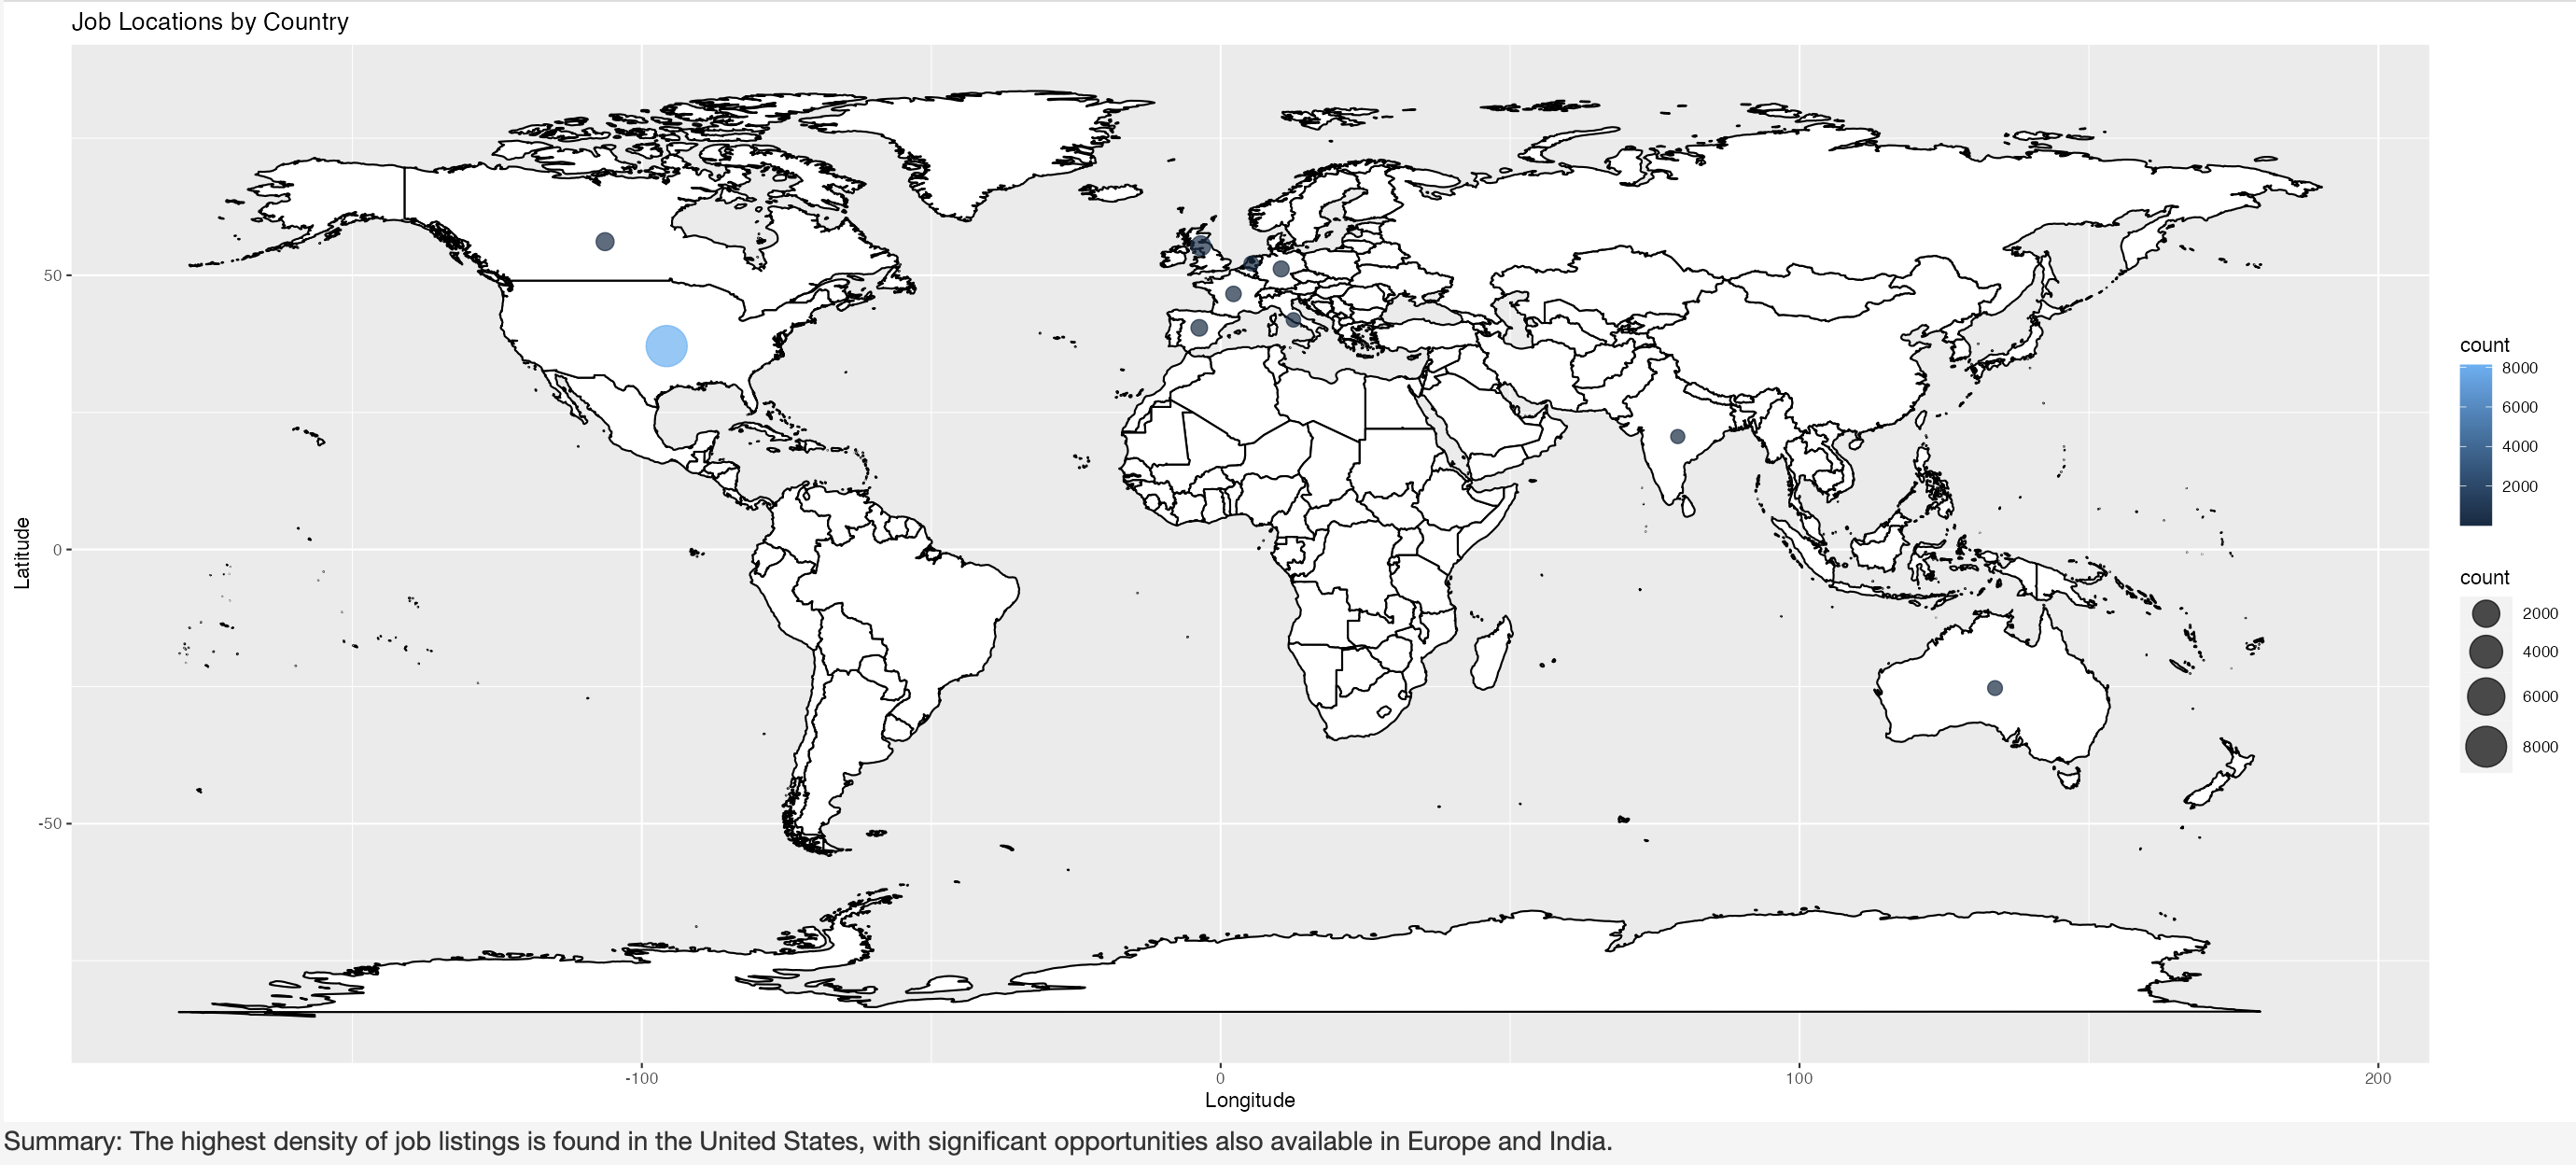 Job Locations by Country
50
0
-50
Latitude
-100
0
100
200
Longitude
count
8000
6000
4000
2000
count
2000
4000
6000
8000
Summary: The highest density of job listings is found in the United States, with significant opportunities also available in Europe and India.